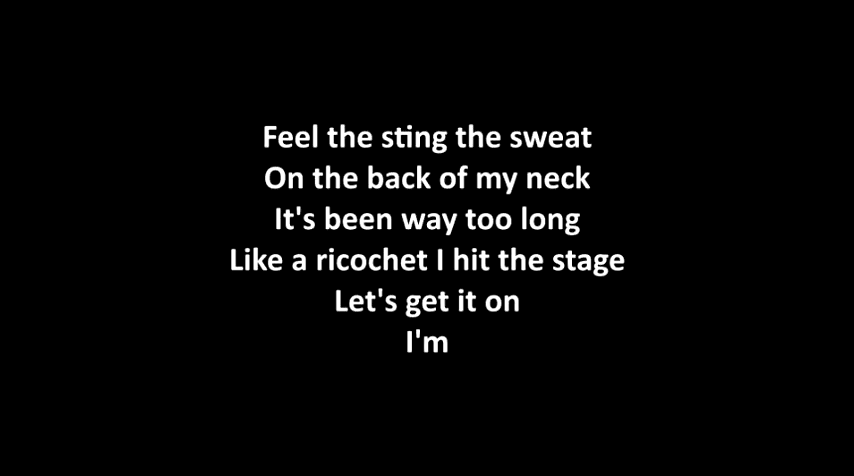 Feel the sting the sweat
On the back of my neck
It's been way too long
Like a ricochet I hit the stage
Let's get it on
I'm